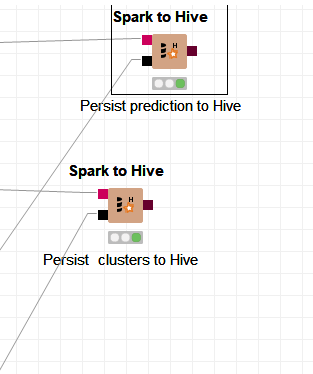 Spark to Hive
H
Persist prediction to Hive
Spark to Hive
H
Persist clusters to Hive